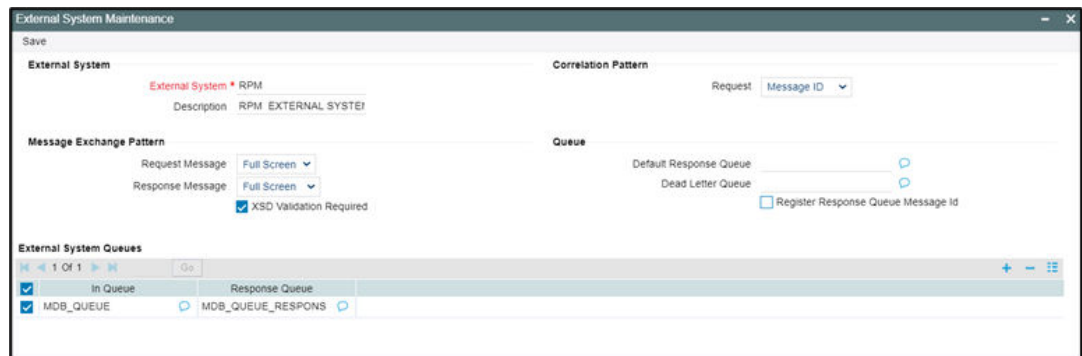 External System Maintenance
Save
External System
External System * RPM
Description RPM EXTERNAL SYSTEM
Correlation Pattern
Request Message ID
Message Exchange Pattern
Request Message Full Screen
Response Message Full Screen
XSD Validation Required
Queue
Default Response Queue
Dead Letter Queue
Register Response Queue Message Id
External System Queues
1 Of 1 Go
In Queue Response Queue
MDB_QUEUE MDB_QUEUE_RESPONS